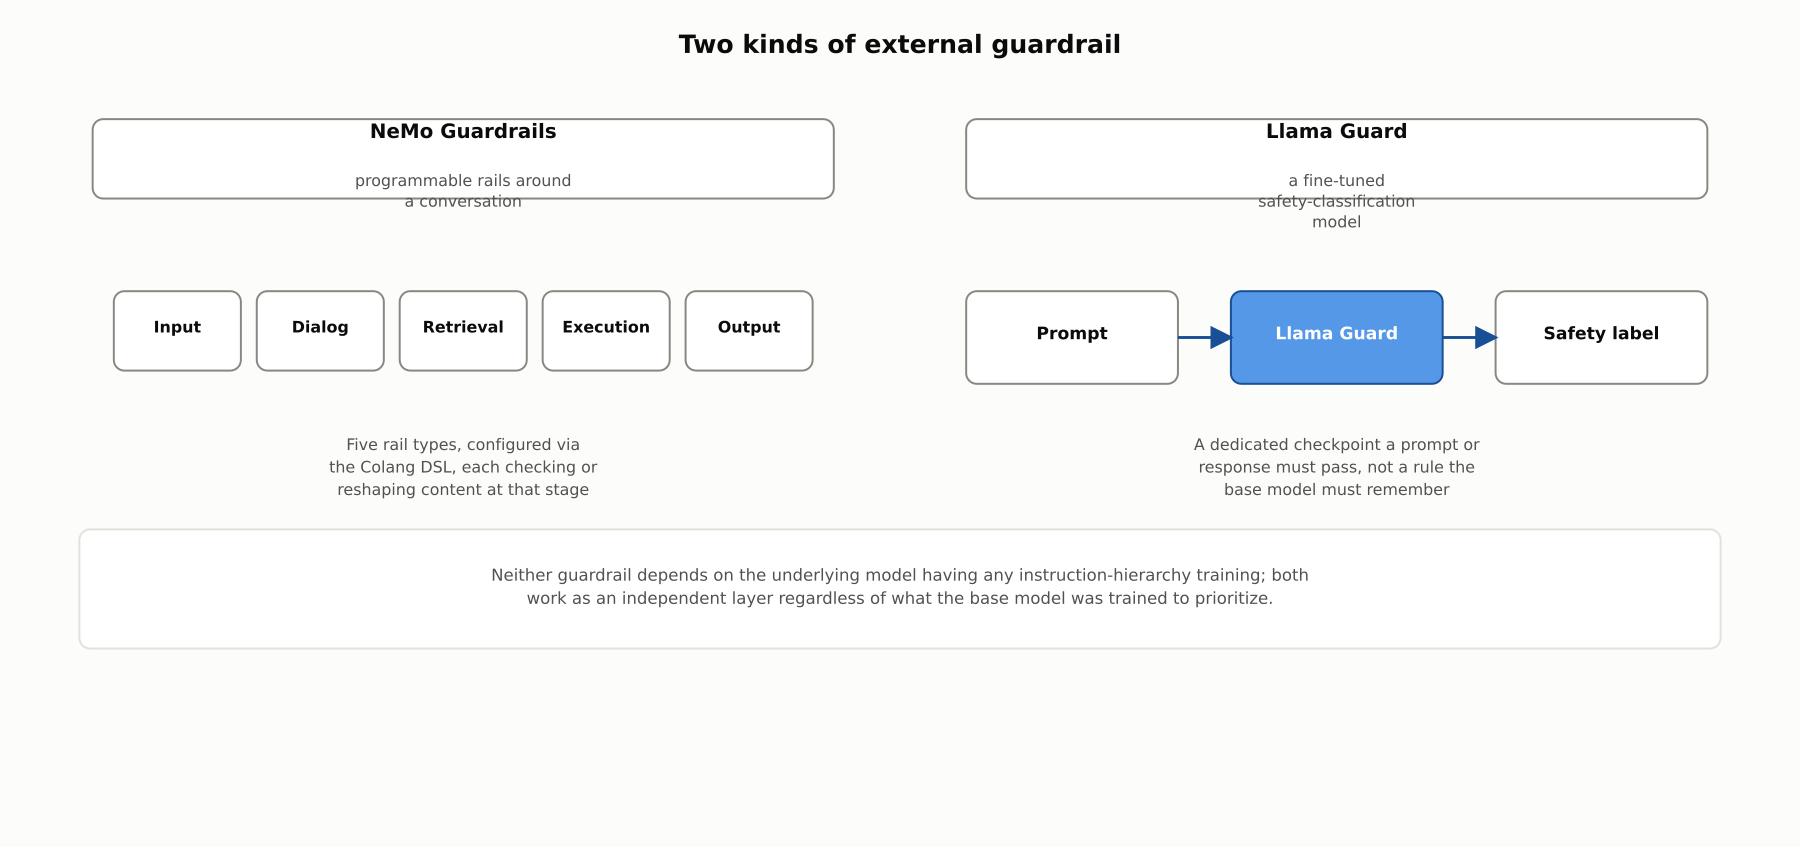 Two kinds of external guardrail
NeMo Guardrails
programmable rails around
a conversation
Input
Dialog
Retrieval
Execution
Output
Five rail types, configured via
the Colang DSL, each checking or
reshaping content at that stage
Llama Guard
a fine-tuned
safety-classification
model
Prompt
Llama Guard
Safety label
A dedicated checkpoint a prompt or
response must pass, not a rule the
base model must remember
Neither guardrail depends on the underlying model having any instruction-hierarchy training; both
work as an independent layer regardless of what the base model was trained to prioritize.